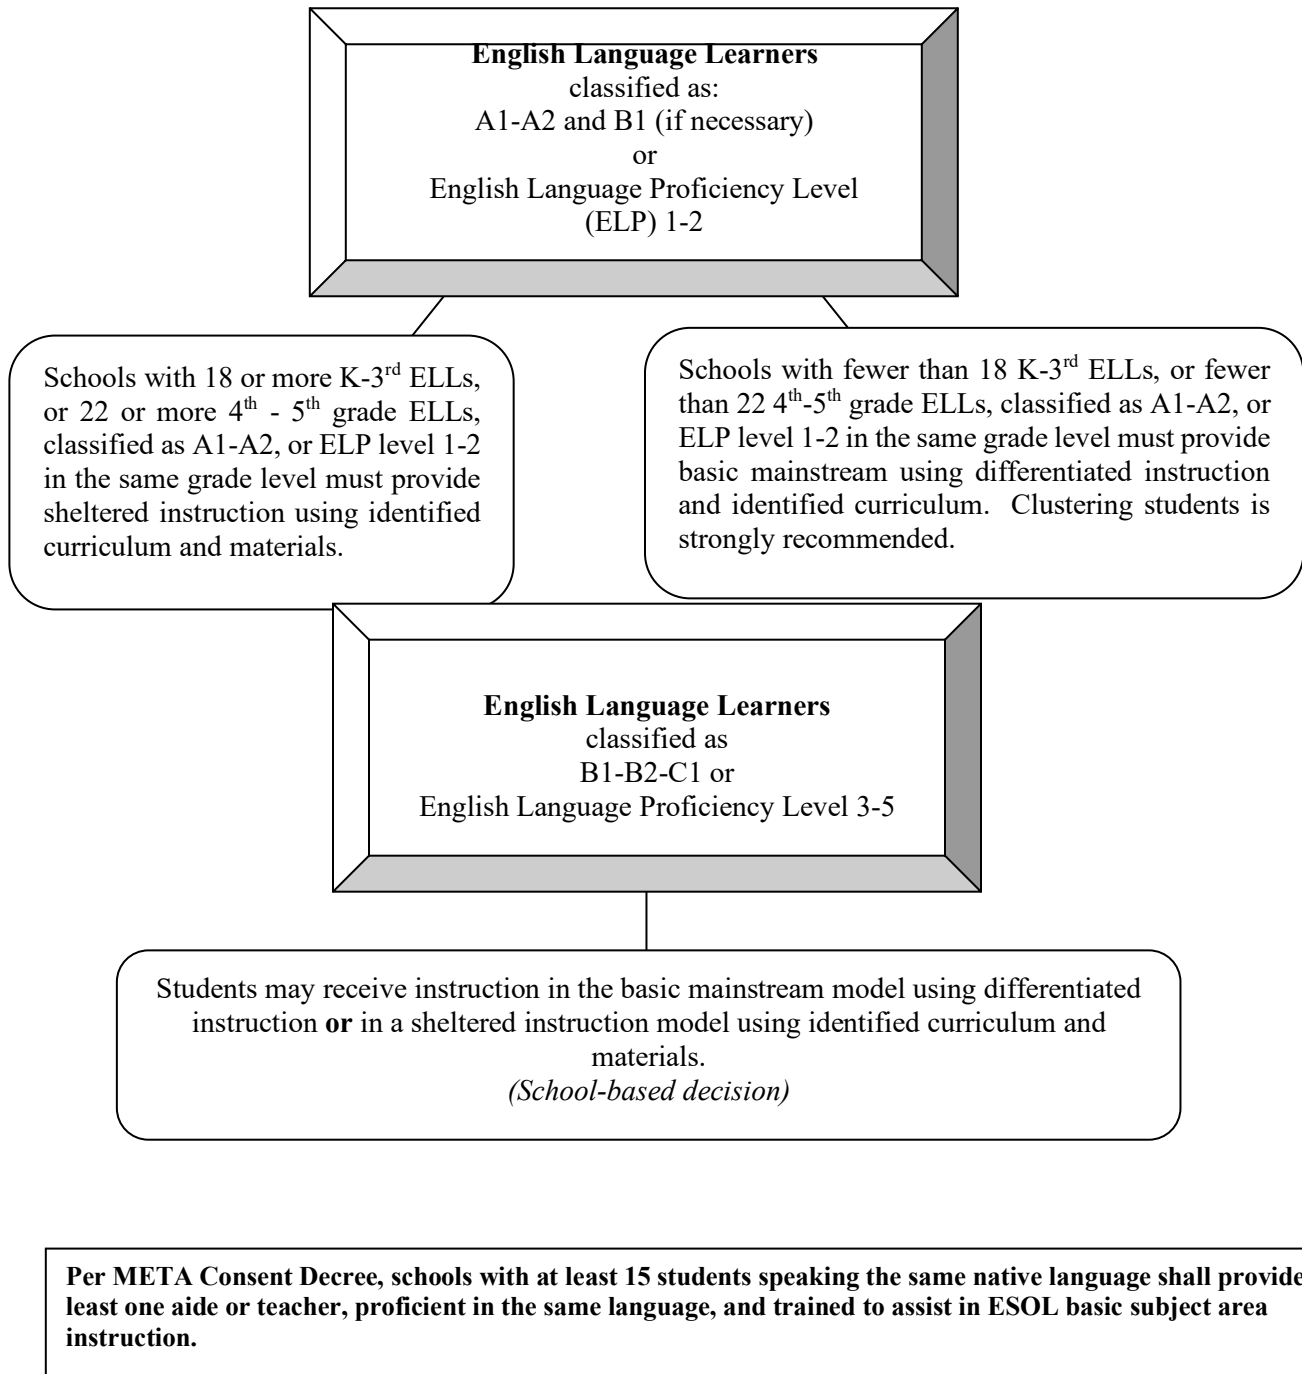 English Language Learners
classified as:
A1-A2 and B1 (if necessary)
or
English Language Proficiency Level
(ELP) 1-2
Schools with 18 or more K-3rd ELLs,
or 22 or more 4th - 5th grade ELLs,
classified as A1-A2, or ELP level 1-2
in the same grade level must provide
sheltered instruction using identified
curriculum and materials.
Schools with fewer than 18 K-3rd ELLs, or fewer
than 22 4th-5th grade ELLs, classified as A1-A2, or
ELP level 1-2 in the same grade level must provide
basic mainstream using differentiated instruction
and identified curriculum.  Clustering students is
strongly recommended.
English Language Learners
classified as
B1-B2-C1 or
English Language Proficiency Level 3-5
Students may receive instruction in the basic mainstream model using differentiated
instruction or in a sheltered instruction model using identified curriculum and
materials.
(School-based decision)
Per META Consent Decree, schools with at least 15 students speaking the same native language shall provide
least one aide or teacher, proficient in the same language, and trained to assist in ESOL basic subject area
instruction.